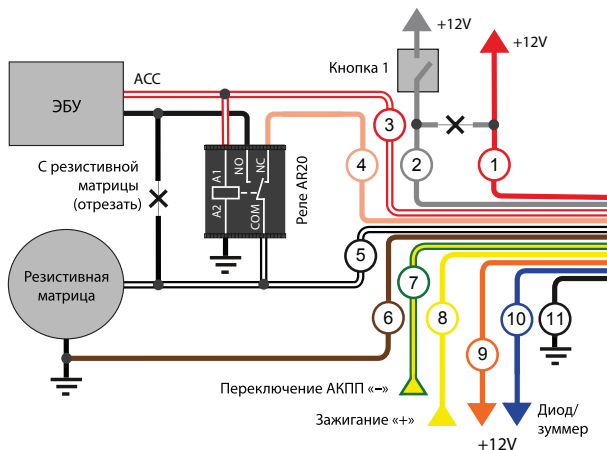 +12V
+12V
Кнопка 1
ACC
ЭБУ
С резистивной
матрицы
(отрезать)
A1
A2
NO
NC
COM
Реле AR20
3
4
2
1
5
Резистивная
матрица
6
7
8
9
10
11
Переключение АКПП «–»
Зажигание «+»
+12V
Диод/
зуммер